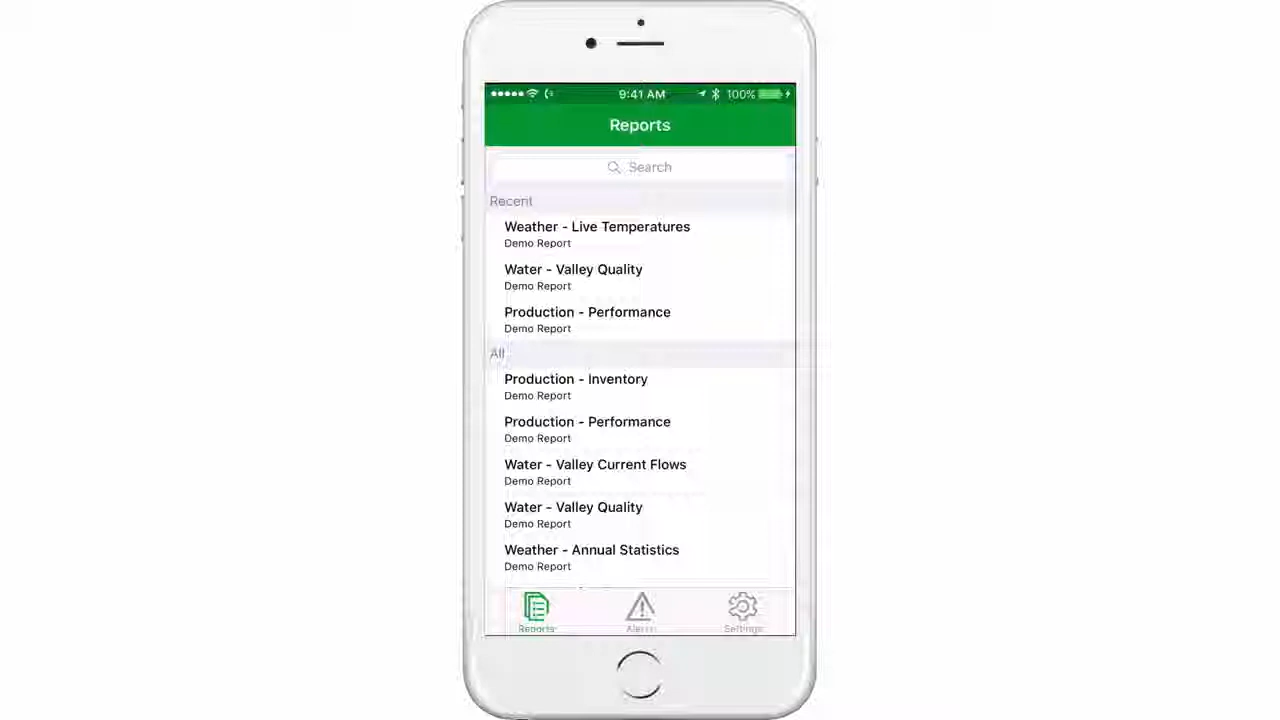 9:41 AM 100%
Reports
Search
Recent
Weather - Live Temperatures
Demo Report
Water - Valley Quality
Demo Report
Production - Performance
Demo Report
All
Production - Inventory
Demo Report
Production - Performance
Demo Report
Water - Valley Current Flows
Demo Report
Water - Valley Quality
Demo Report
Weather - Annual Statistics
Demo Report
Reports Alerts Settings